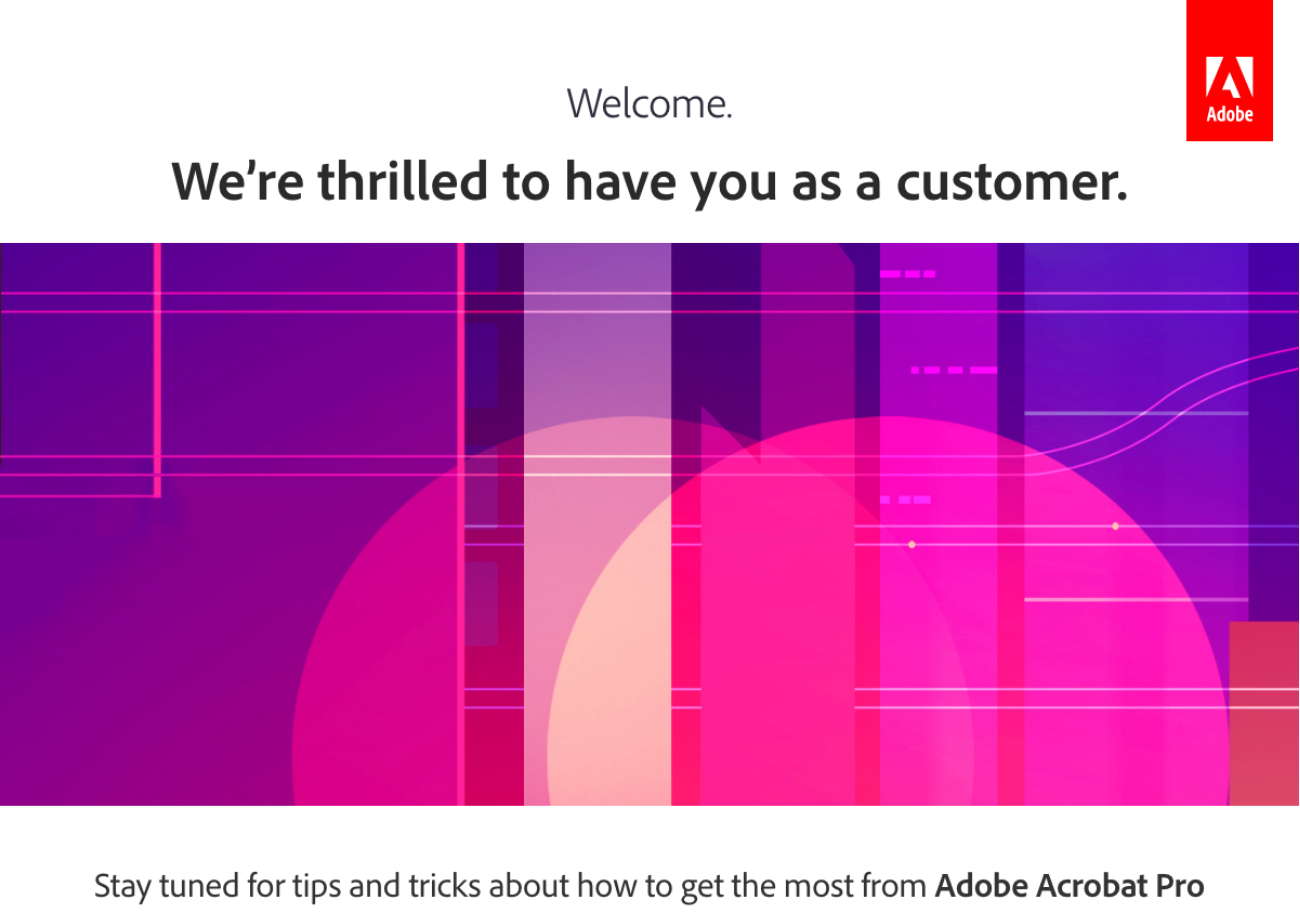 Adobe
Welcome.
We're thrilled to have you as a customer.
Stay tuned for tips and tricks about how to get the most from Adobe Acrobat Pro